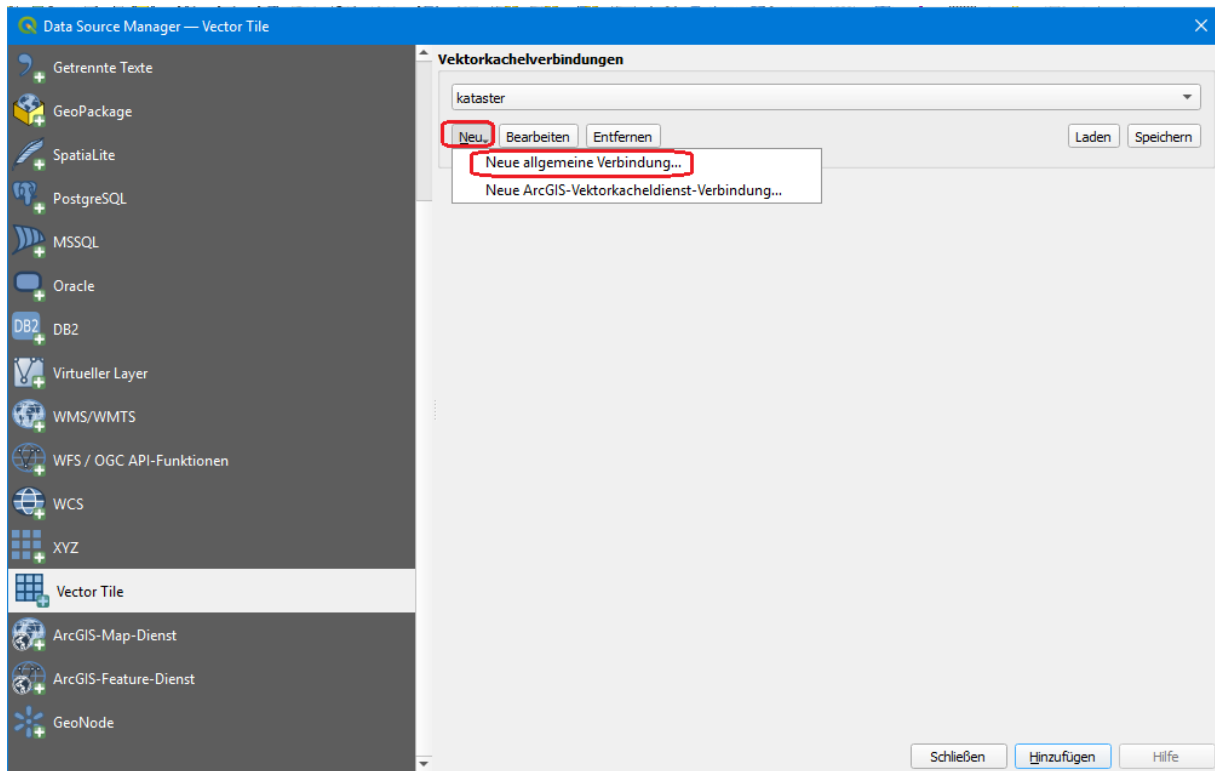 Data Source Manager — Vector Tile
Getrennte Texte
GeoPackage
SpatiaLite
PostgreSQL
MSSQL
Oracle
DB2 DB2
Virtueller Layer
WMS/WMTS
WFS / OGC API-Funktionen
WCS
XYZ
Vector Tile
ArcGIS-Map-Dienst
ArcGIS-Feature-Dienst
GeoNode
Vektorkachelverbindungen
kataster
Neu Bearbeiten Entfernen Laden Speichern
Neue allgemeine Verbindung...
Neue ArcGIS-Vektorkacheldienst-Verbindung...
Schließen Hinzufügen Hilfe